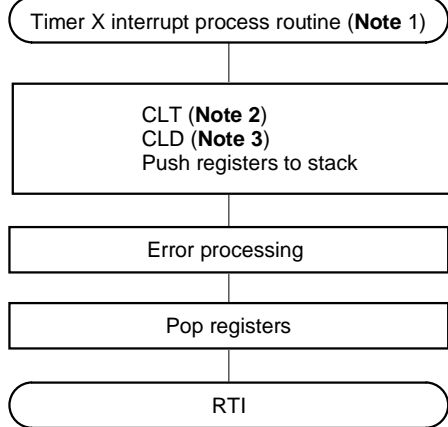 Timer X interrupt process routine (Note 1)
CLT (Note 2)
CLD (Note 3)
Push registers to stack
Error processing
Pop registers
RTI